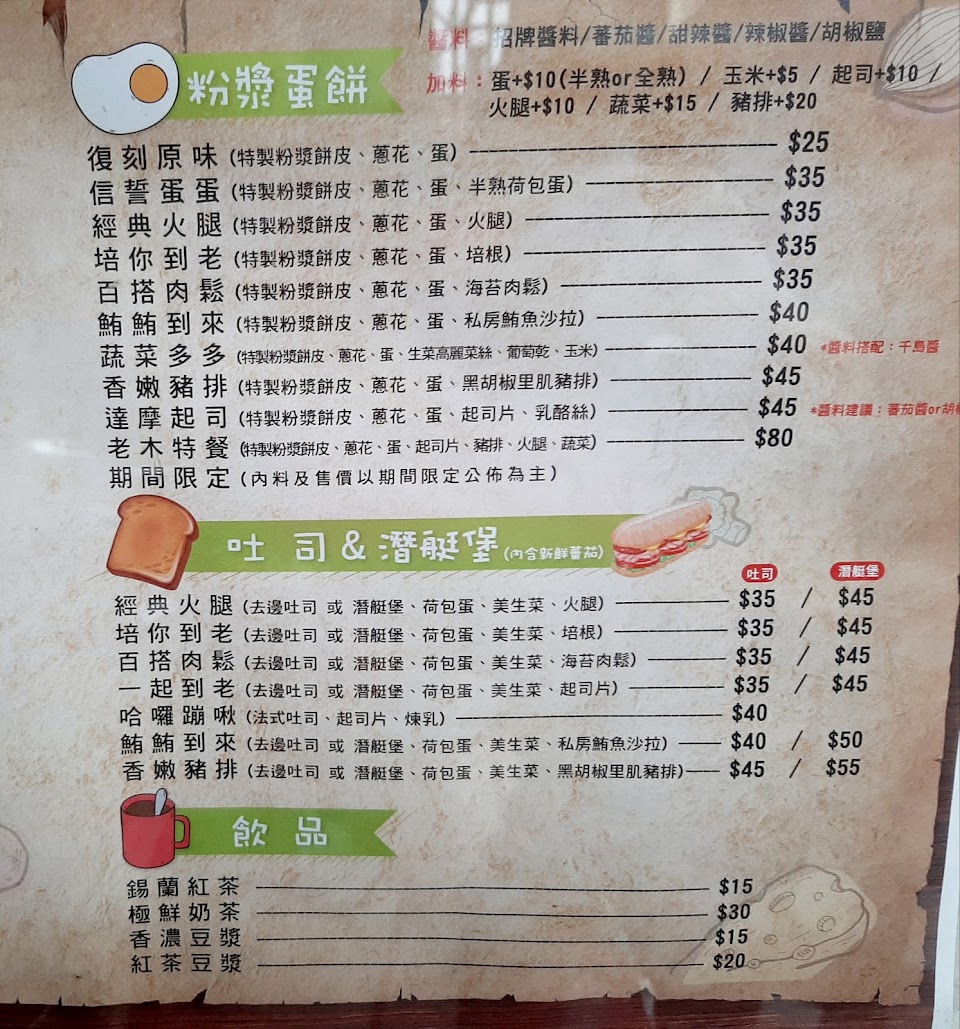 醬料：招牌醬料/蕃茄醬/甜辣醬/辣椒醬/胡椒鹽
粉漿蛋餅
加料：蛋+$10(半熟or全熟) / 玉米+$5 / 起司+$10 /
火腿+$10 / 蔬菜+$15 / 豬排+$20
復刻原味(特製粉漿餅皮、蔥花、蛋) $25
信誓蛋蛋(特製粉漿餅皮、蔥花、蛋、半熟荷包蛋) $35
經典火腿(特製粉漿餅皮、蔥花、蛋、火腿) $35
培你到老(特製粉漿餅皮、蔥花、蛋、培根) $35
百搭肉鬆(特製粉漿餅皮、蔥花、蛋、海苔肉鬆) $35
鮪鮪到來(特製粉漿餅皮、蔥花、蛋、私房鮪魚沙拉) $40
蔬菜多多(特製粉漿餅皮、蔥花、蛋、生菜高麗菜絲、葡萄乾、玉米) $40 *醬料搭配：千島醬
香嫩豬排(特製粉漿餅皮、蔥花、蛋、黑胡椒里肌豬排) $45
達摩起司(特製粉漿餅皮、蔥花、蛋、起司片、乳酪絲) $45 *醬料建議：蕃茄醬or胡
老木特餐(特製粉漿餅皮、蔥花、蛋、起司片、豬排、火腿、蔬菜) $80
期間限定(內料及售價以期間限定公佈為主)
吐司&潛艇堡(內含新鮮蕃茄)
吐司 潛艇堡
經典火腿(去邊吐司 或 潛艇堡、荷包蛋、美生菜、火腿) $35 / $45
培你到老(去邊吐司 或 潛艇堡、荷包蛋、美生菜、培根) $35 / $45
百搭肉鬆(去邊吐司 或 潛艇堡、荷包蛋、美生菜、海苔肉鬆) $35 / $45
一起到老(去邊吐司 或 潛艇堡、荷包蛋、美生菜、起司片) $35 / $45
哈囉蹦啾(法式吐司、起司片、煉乳) $40
鮪鮪到來(去邊吐司 或 潛艇堡、荷包蛋、美生菜、私房鮪魚沙拉) $40 / $50
香嫩豬排(去邊吐司 或 潛艇堡、荷包蛋、美生菜、黑胡椒里肌豬排) $45 / $55
飲品
錫蘭紅茶 $15
極鮮奶茶 $30
香濃豆漿 $15
紅茶豆漿 $20